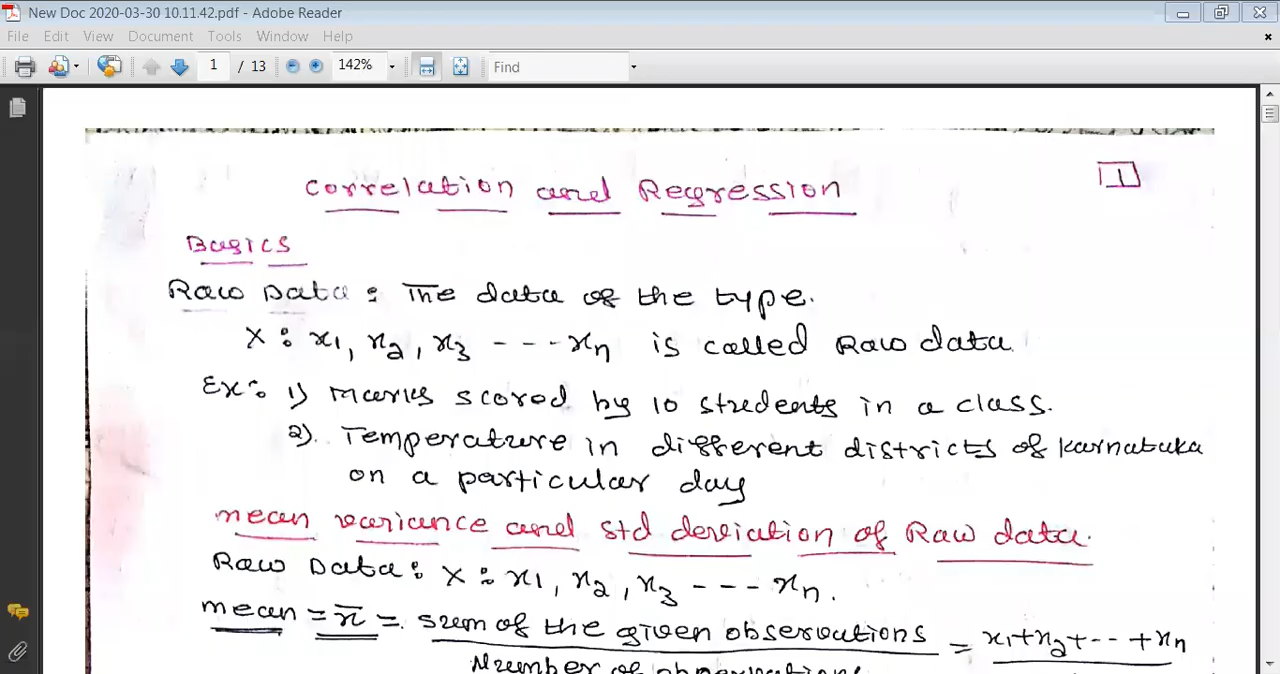 New Doc 2020-03-30 10.11.42.pdf - Adobe Reader
File Edit View Document Tools Window Help
1 / 13 142% Find
1
Correlation and Regression
Basics
Raw Data : The data of the type.
X : x1, x2, x3 - - - - xn is called Raw data.
Ex : 1) Marks scored by 10 students in a class.
2). Temperature in different districts of Karnataka
on a particular day
mean variance and std deviation of Raw data.
Raw Data : X : x1, x2, x3 - - - - xn.
mean = x̄ = sum of the given observations = x1+x2+-- +xn
Number of observations